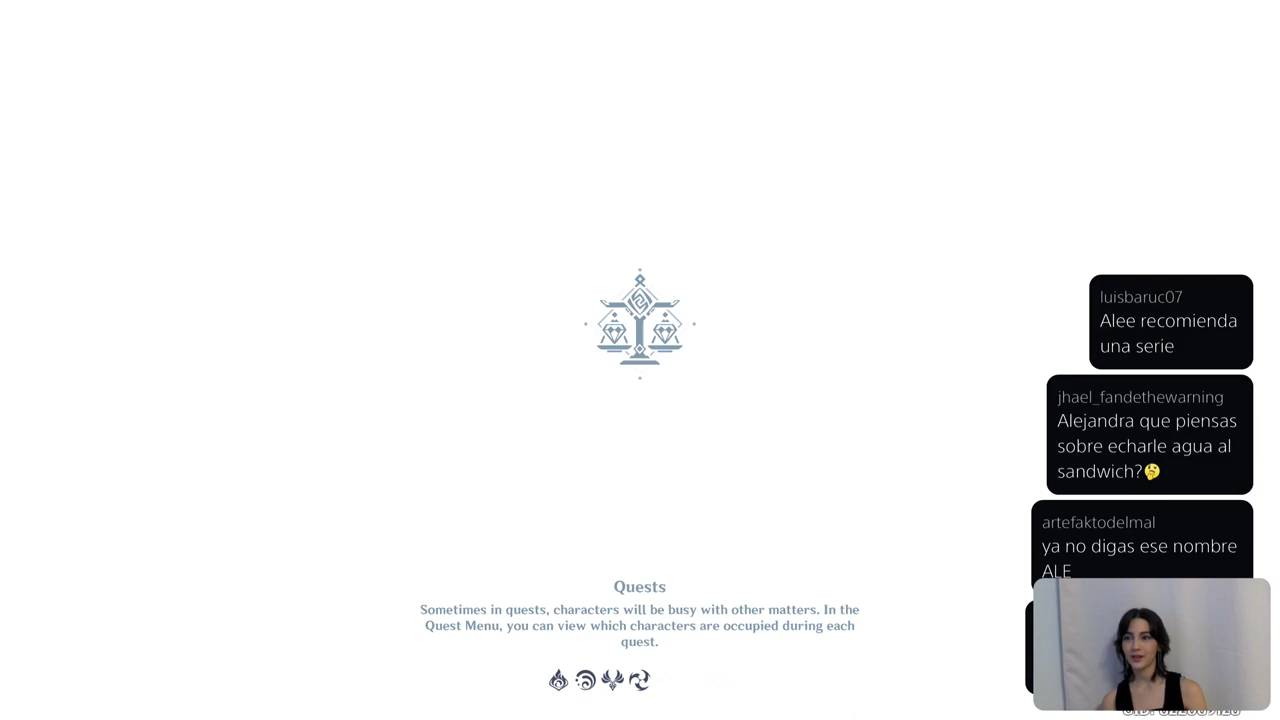 luisbaruc07
Alee recomienda
una serie
jhael_fandethewarning
Alejandra que piensas
sobre echarle agua al
sandwich?🤔
artefaktodelmal
ya no digas ese nombre
ALE
Quests
Sometimes in quests, characters will be busy with other matters. In the
Quest Menu, you can view which characters are occupied during each
quest.